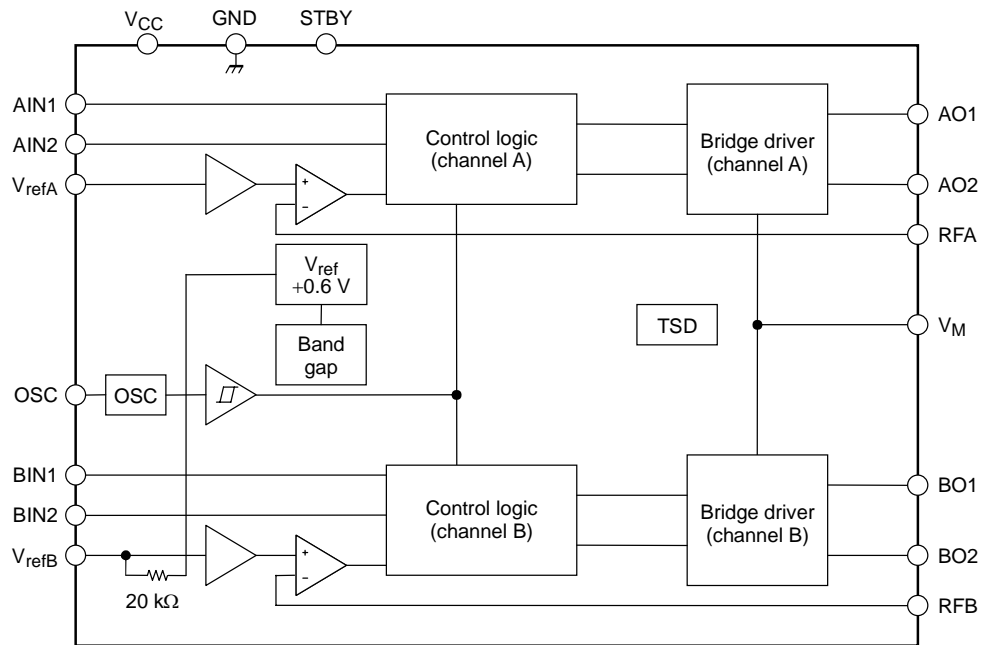 VCC
GND
STBY
AIN1
AIN2
VrefA
Control logic
(channel A)
Bridge driver
(channel A)
AO1
AO2
RFA
+
−
Vref
+0.6 V
Band
gap
TSD
VM
OSC
OSC
BIN1
BIN2
VrefB
Control logic
(channel B)
Bridge driver
(channel B)
BO1
BO2
RFB
+
−
20 kΩ